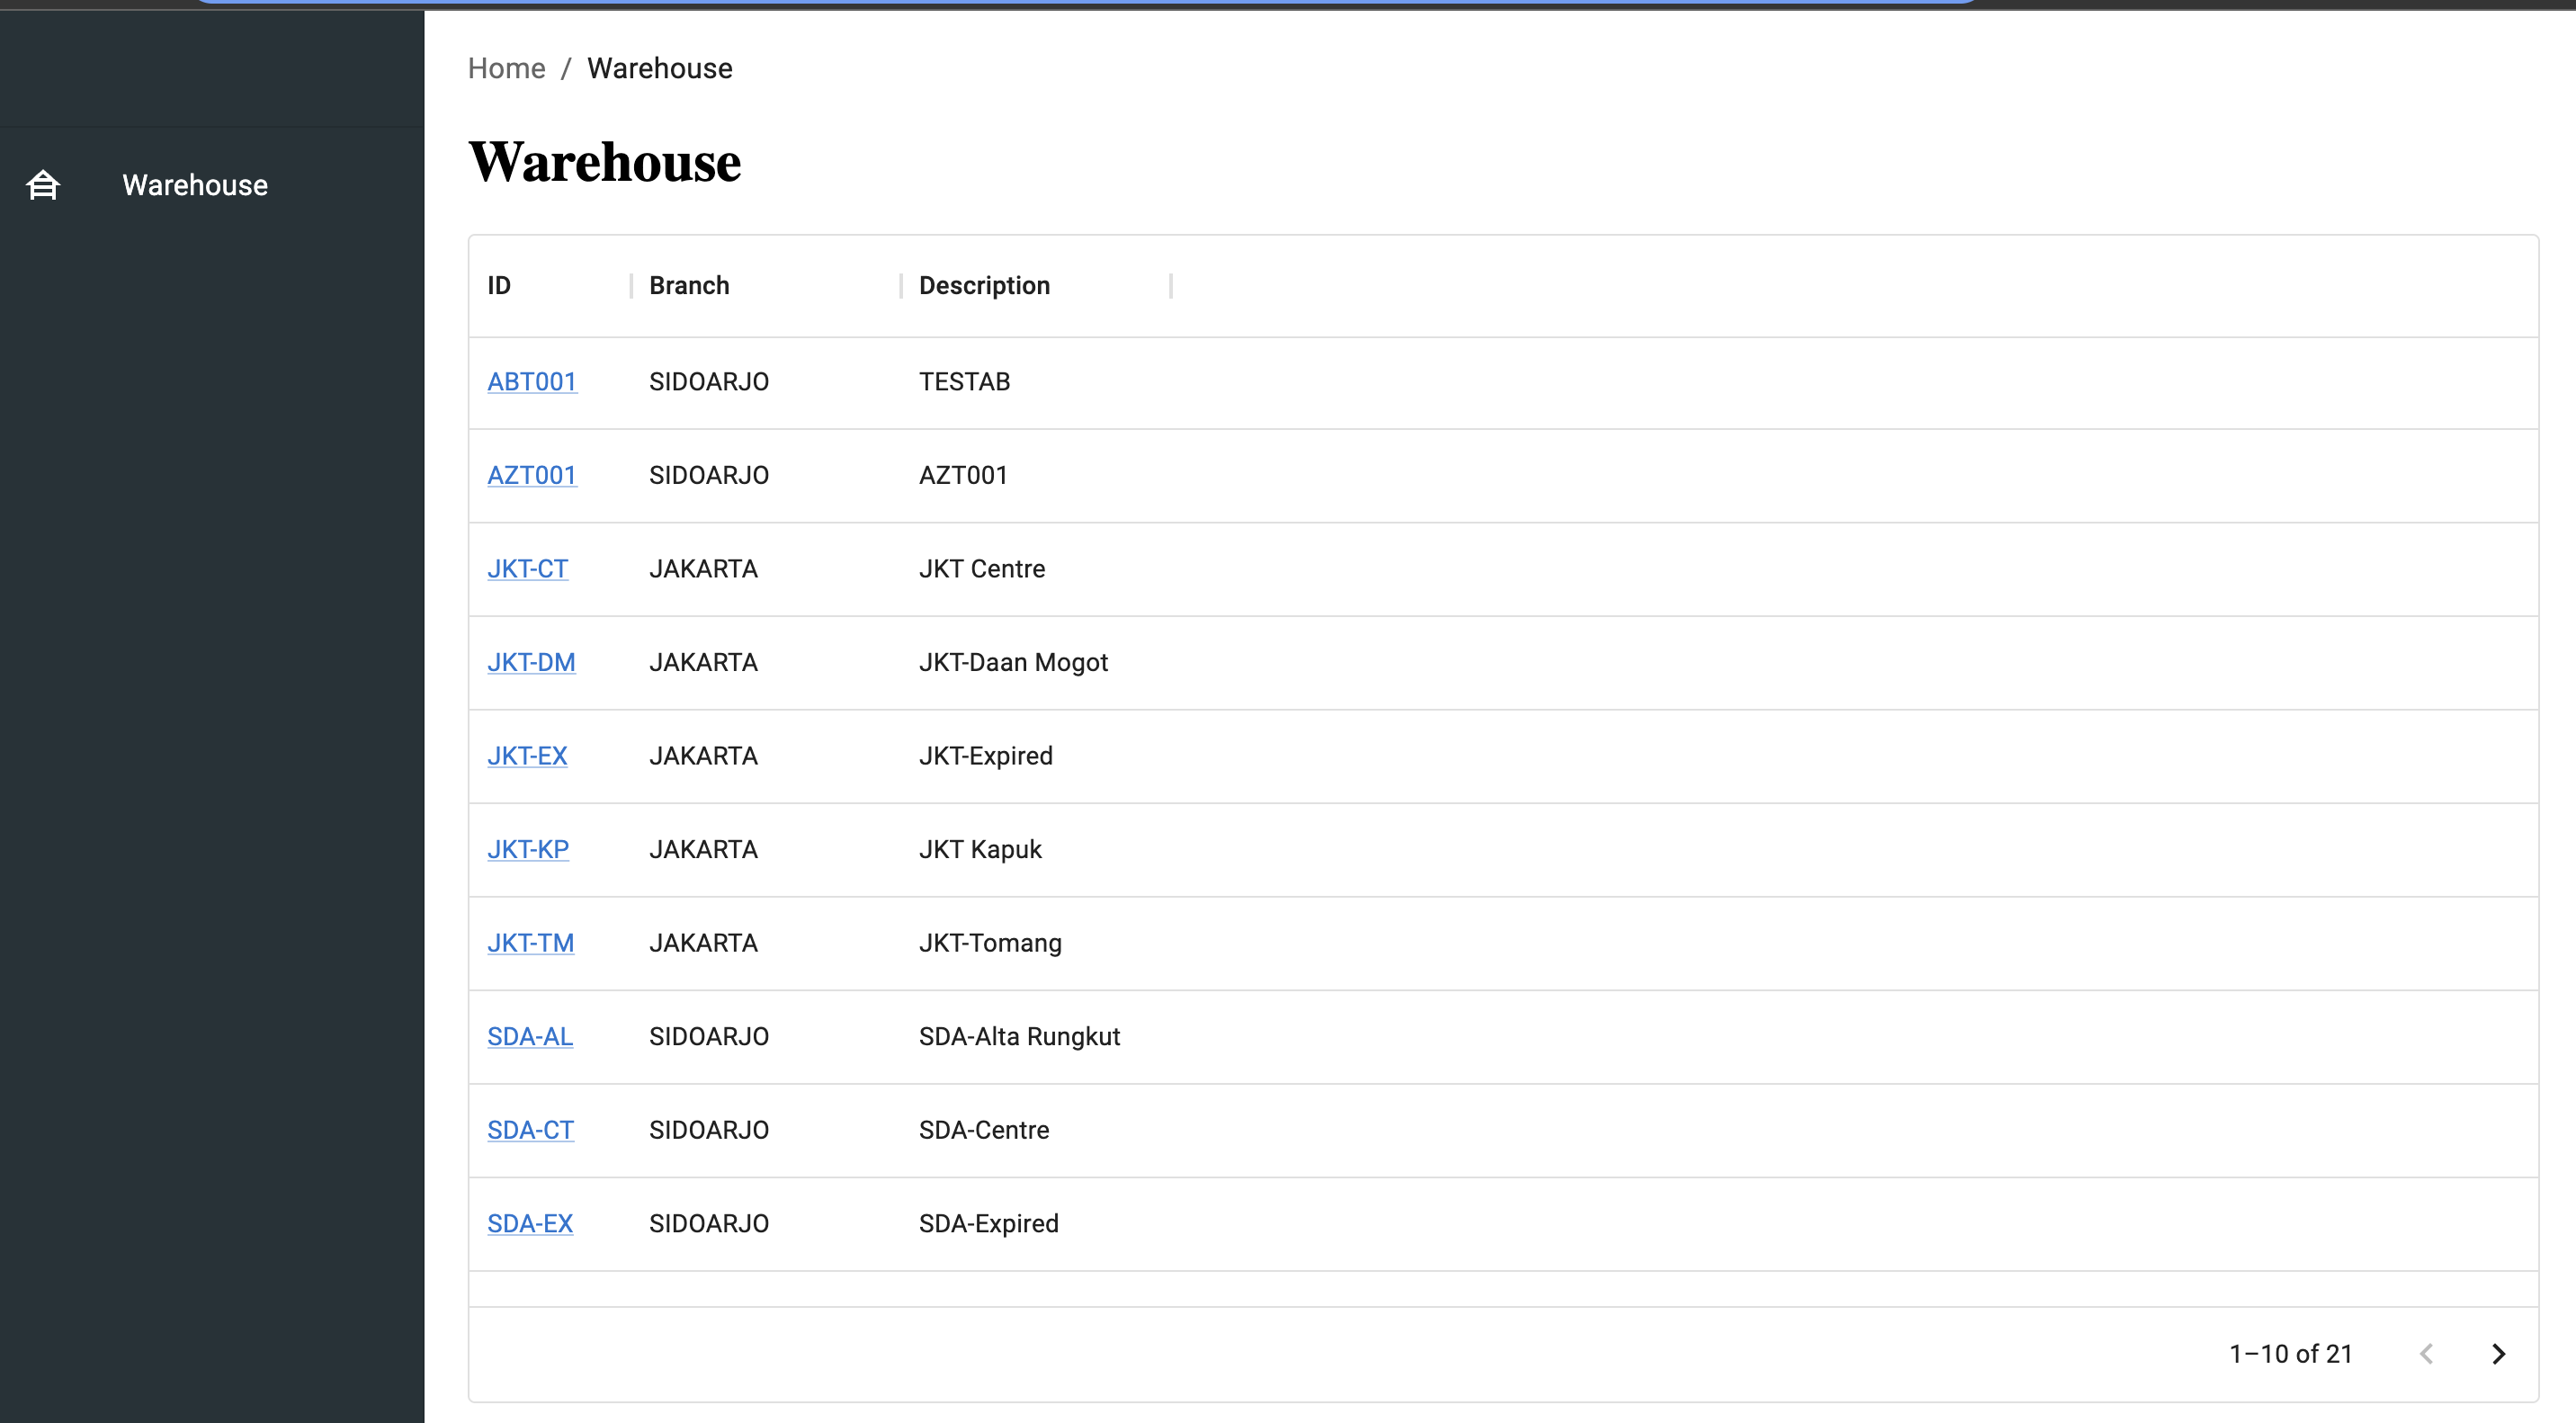 Home / Warehouse
Warehouse
Warehouse
ID Branch Description
ABT001 SIDOARJO TESTAB
AZT001 SIDOARJO AZT001
JKT-CT JAKARTA JKT Centre
JKT-DM JAKARTA JKT-Daan Mogot
JKT-EX JAKARTA JKT-Expired
JKT-KP JAKARTA JKT Kapuk
JKT-TM JAKARTA JKT-Tomang
SDA-AL SIDOARJO SDA-Alta Rungkut
SDA-CT SIDOARJO SDA-Centre
SDA-EX SIDOARJO SDA-Expired
1–10 of 21